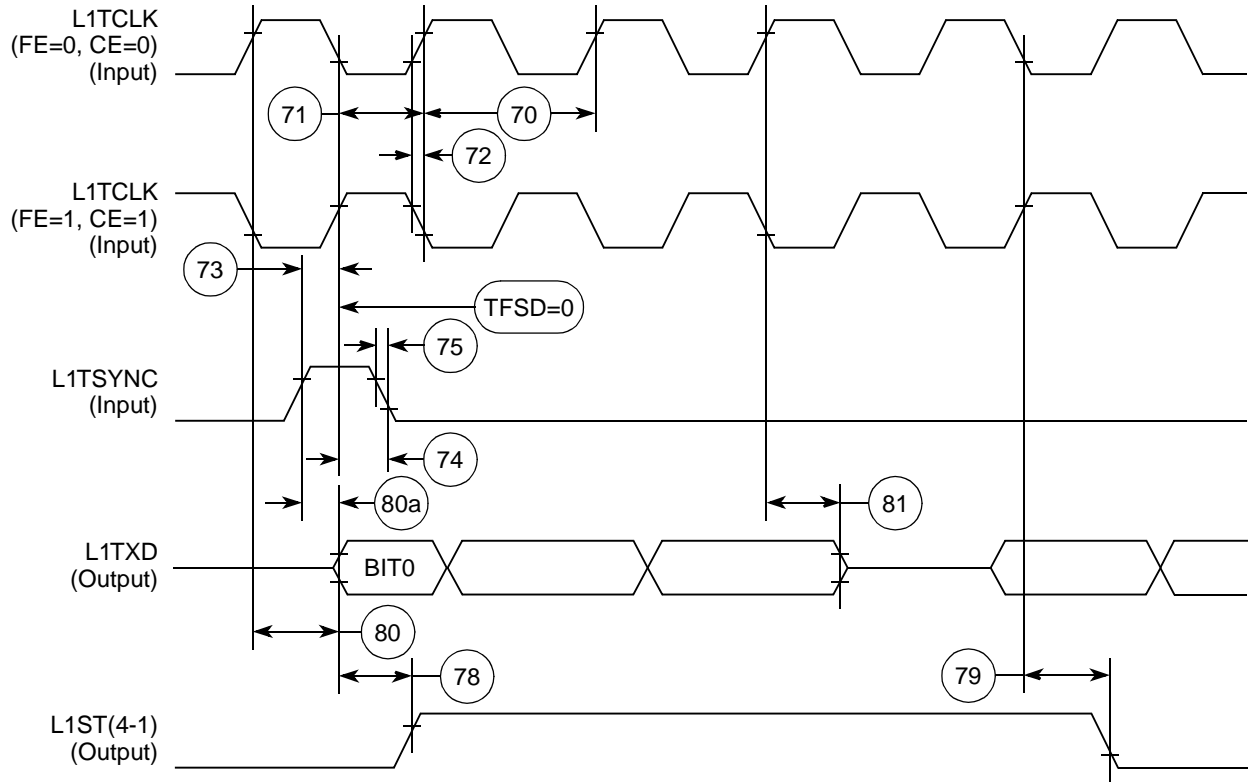 L1TCLK
(FE=0, CE=0)
(Input)
71
70
72
L1TCLK
(FE=1, CE=1)
(Input)
73
TFSD=0
75
L1TSYNC
(Input)
74
80a
81
L1TXD
(Output)
BIT0
80
78
79
L1ST(4-1)
(Output)